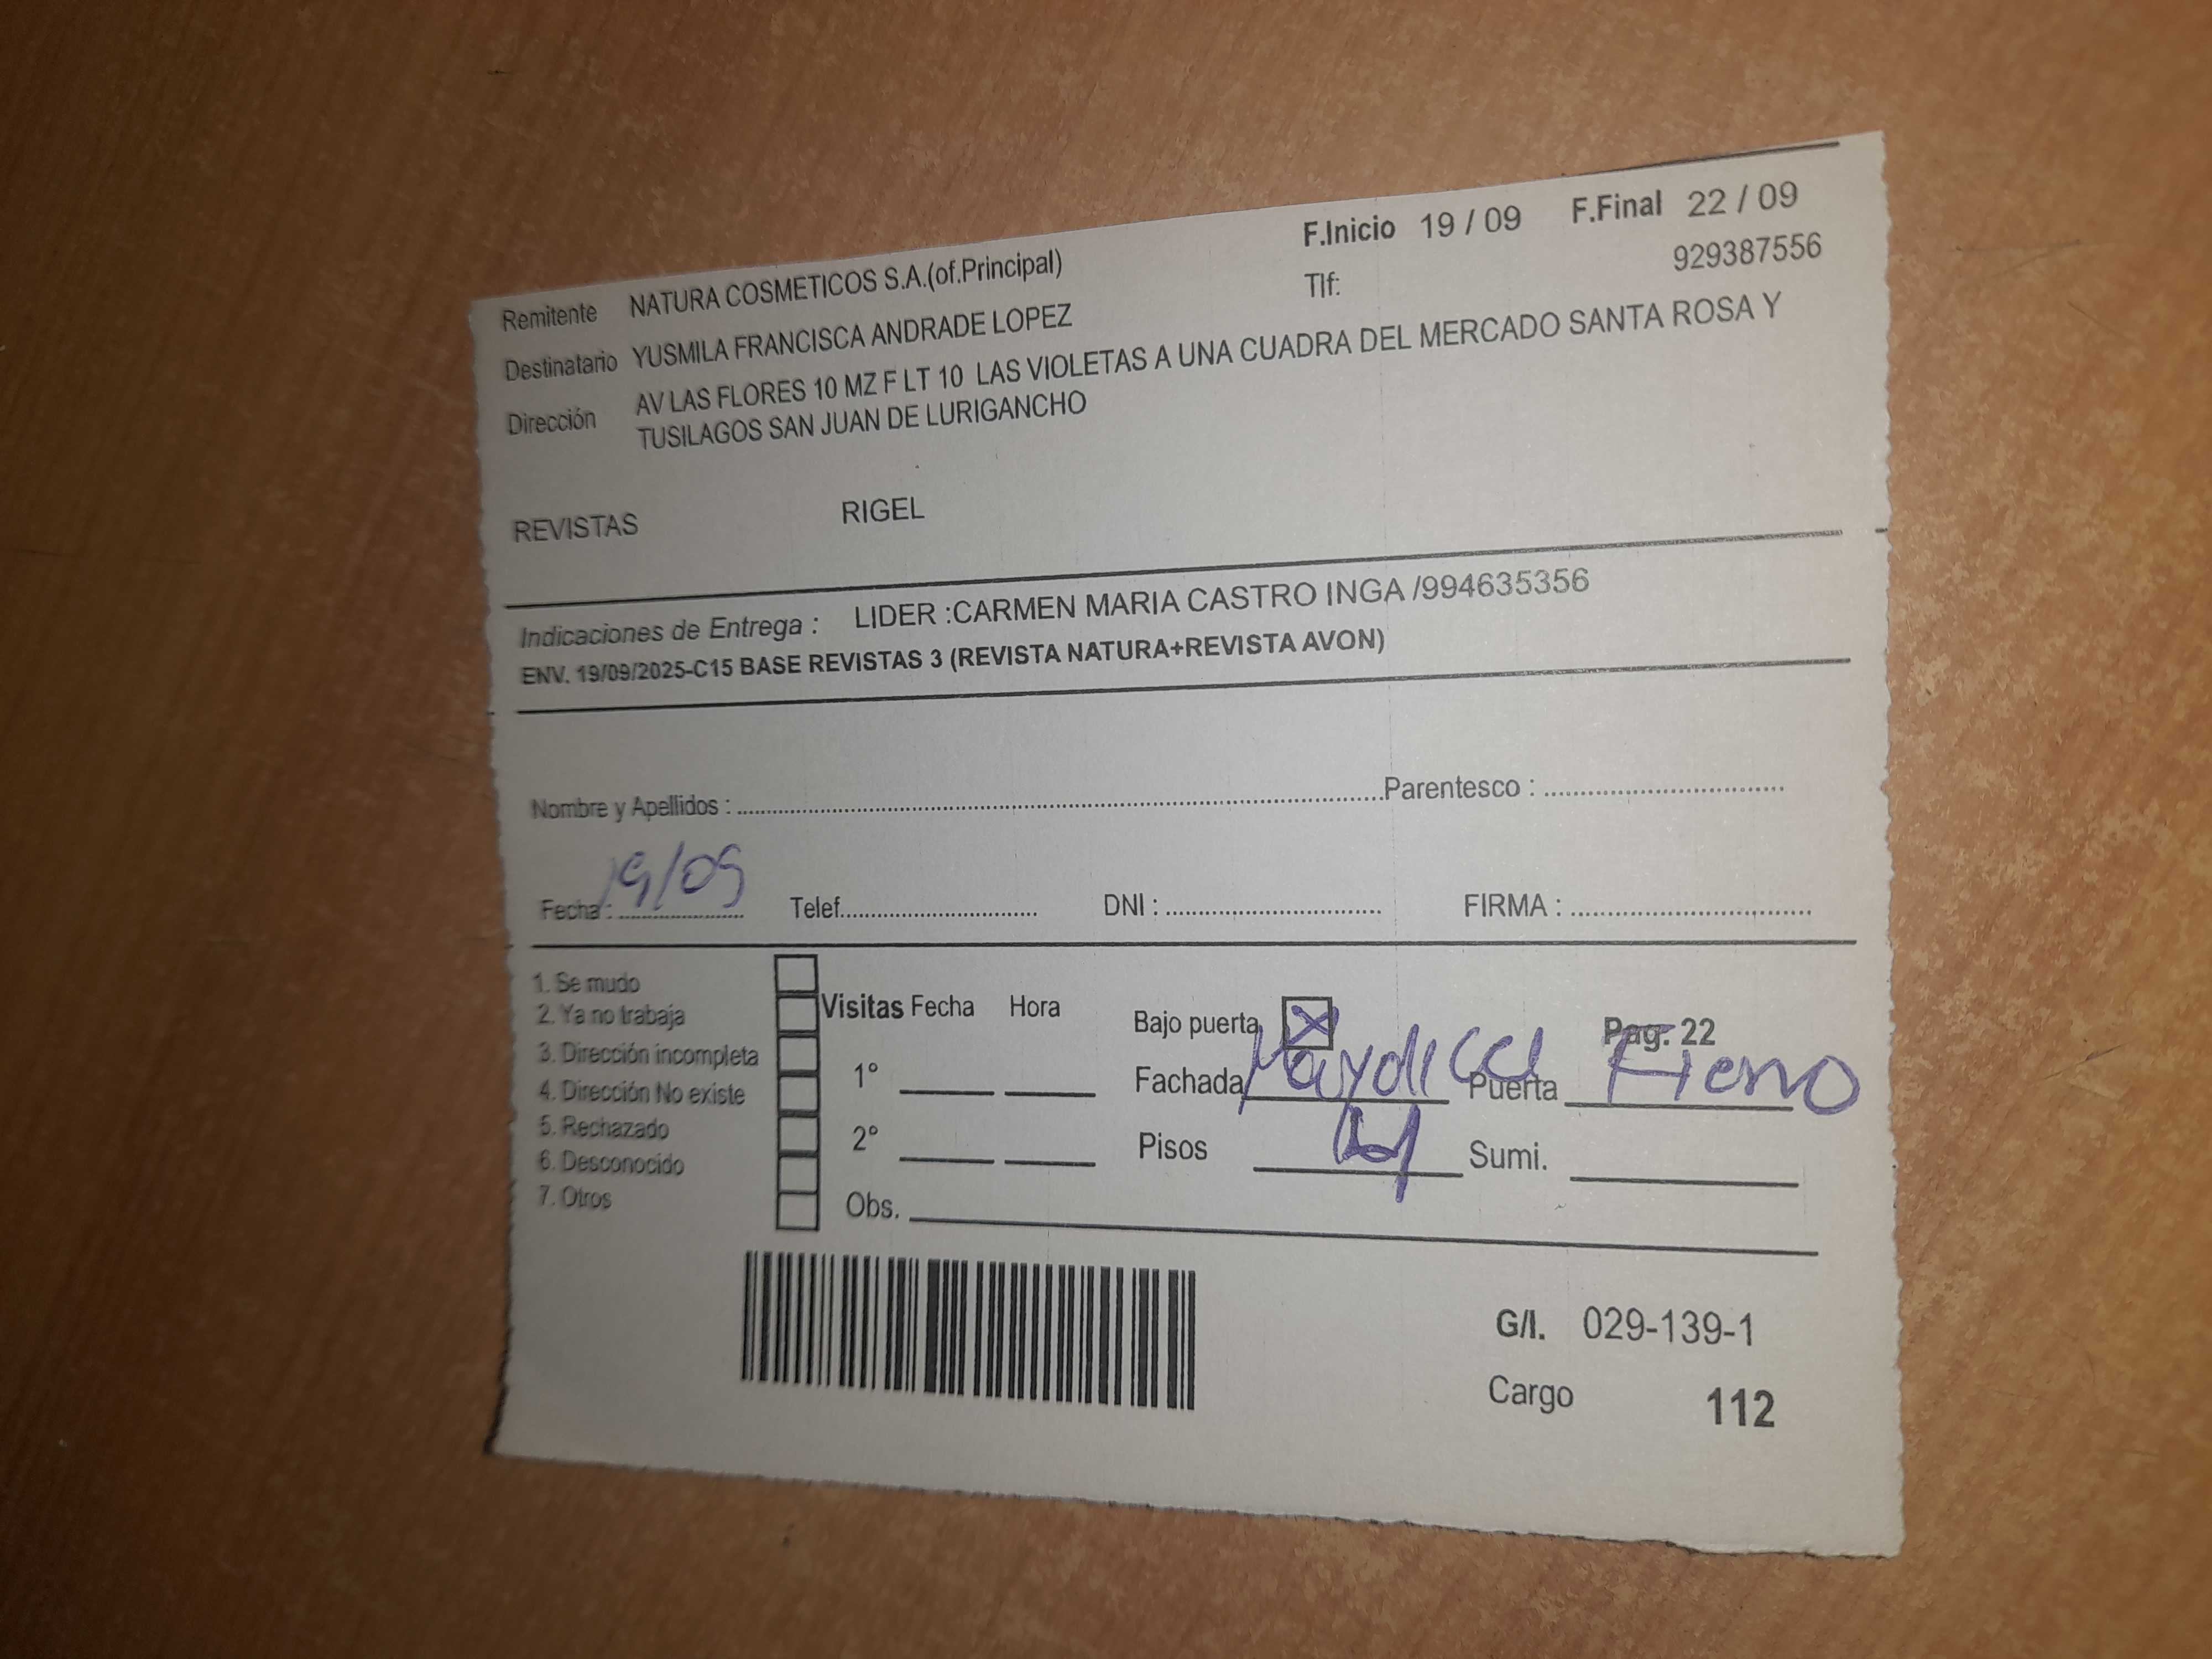 F.Inicio 19 / 09 F.Final 22 / 09
Remitente NATURA COSMETICOS S.A.(of.Principal) Tlf: 929387556
Destinatario YUSMILA FRANCISCA ANDRADE LOPEZ
Dirección AV LAS FLORES 10 MZ F LT 10 LAS VIOLETAS A UNA CUADRA DEL MERCADO SANTA ROSA Y
TUSILAGOS SAN JUAN DE LURIGANCHO
REVISTAS RIGEL
Indicaciones de Entrega : LIDER :CARMEN MARIA CASTRO INGA /994635356
ENV. 19/09/2025-C15 BASE REVISTAS 3 (REVISTA NATURA+REVISTA AVON)
Nombre y Apellidos : Parentesco :
Fecha : 19/09 Telef. DNI : FIRMA :
1. Se mudo
2. Ya no trabaja
3. Dirección incompleta
4. Dirección No existe
5. Rechazado
6. Desconocido
7. Otros
Visitas Fecha Hora
1°
2°
Obs.
Bajo puerta X Pag. 22
Fachada Puerta Fierro
Pisos Sumi.
G/I. 029-139-1
Cargo 112